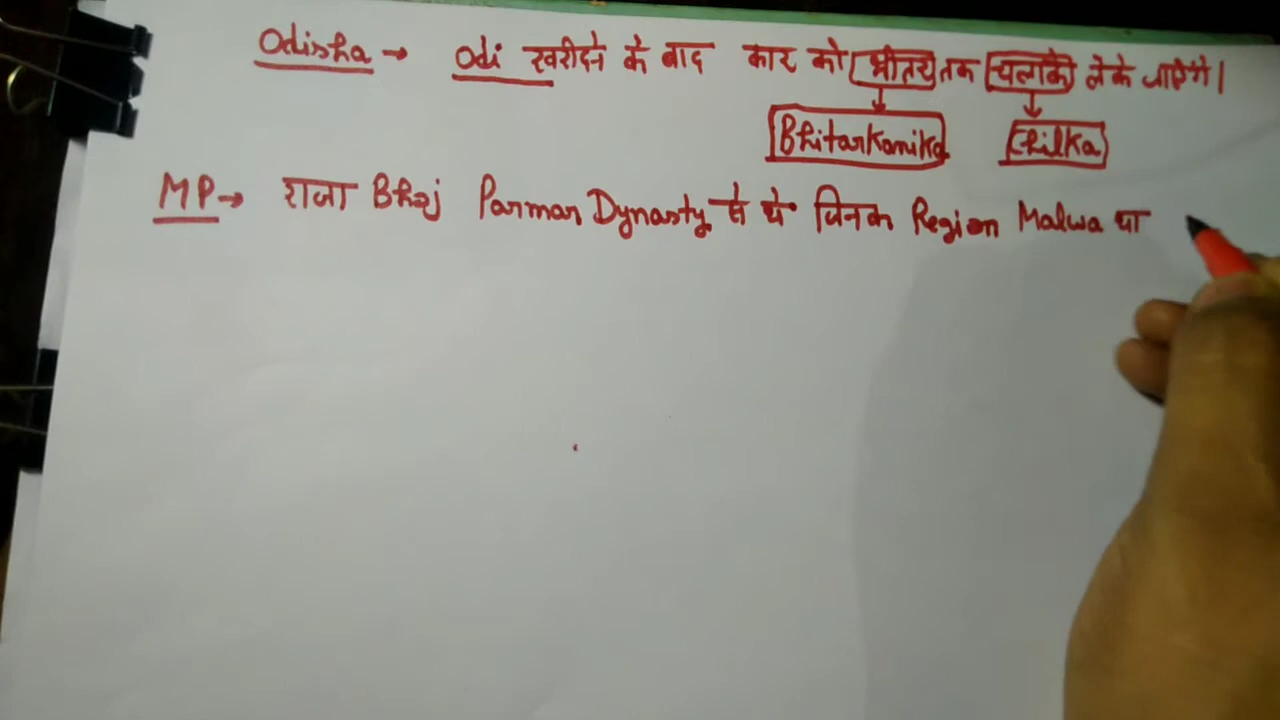 Odisha → Odi खरीदने के बाद कार को भीतर तक चलाके लेके जाएंगे।
Bhitarkanika Chilka
MP → राजा Bhoj Parmar Dynasty से थे जिनका Region Malwa था